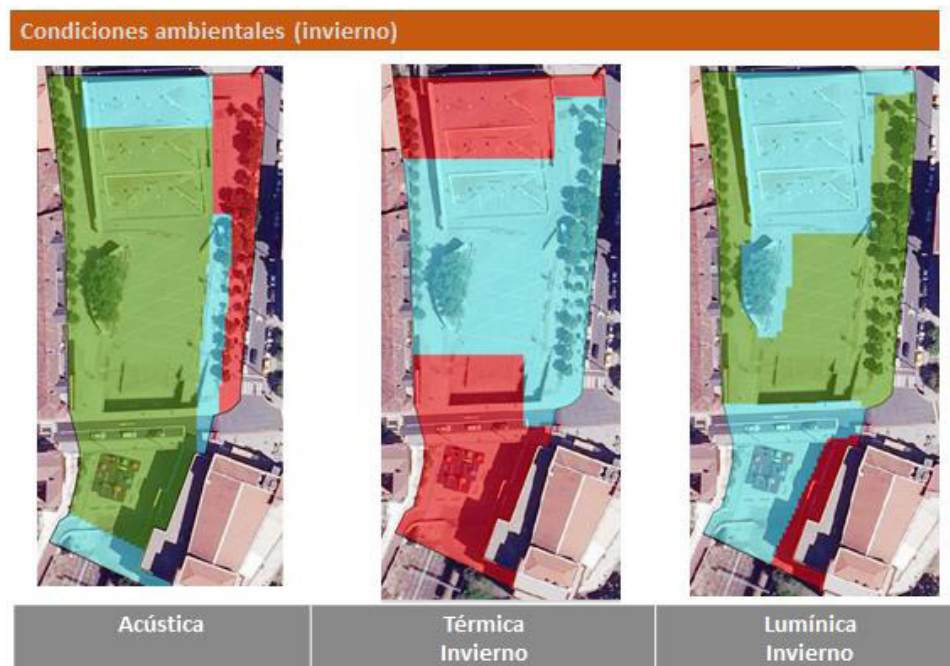 Condiciones ambientales (invierno)
Acústica
Térmica
Invierno
Lumínica
Invierno